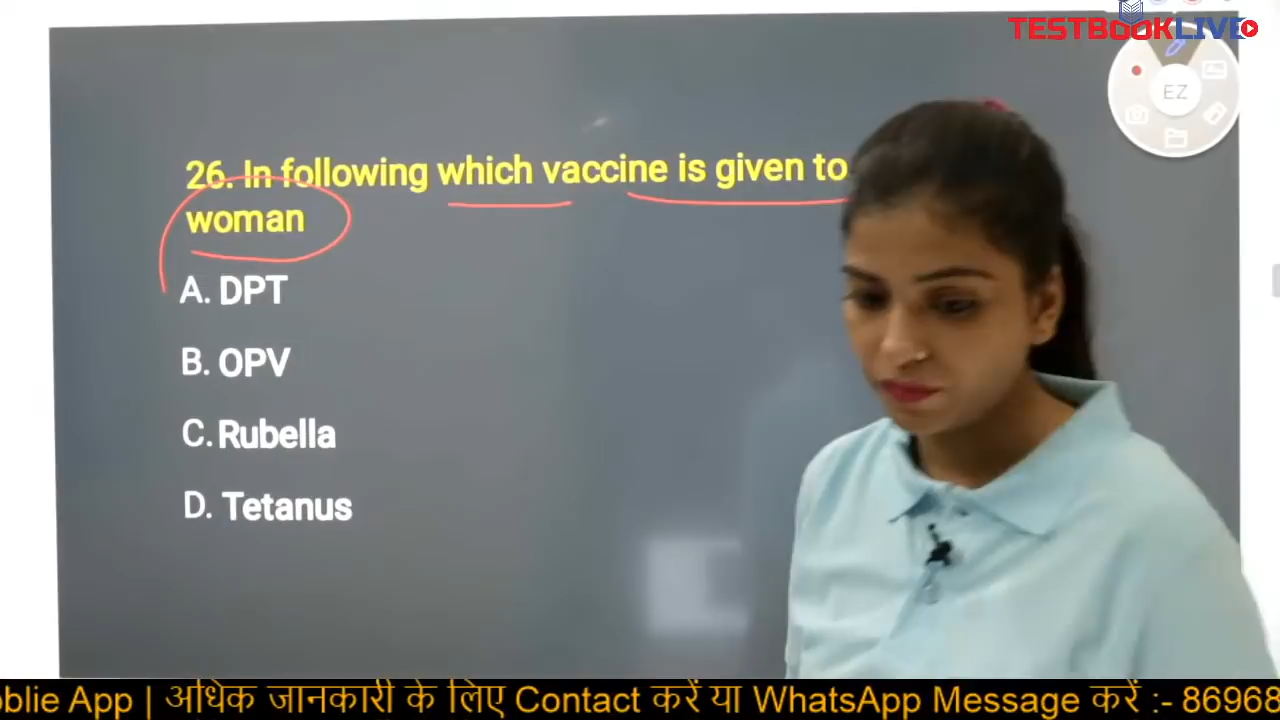 TESTBOOKLIVE
EZ
26. In following which vaccine is given to
woman
A. DPT
B. OPV
C. Rubella
D. Tetanus
App | अधिक जानकारी के लिए Contact करें या WhatsApp Message करें :- 86968